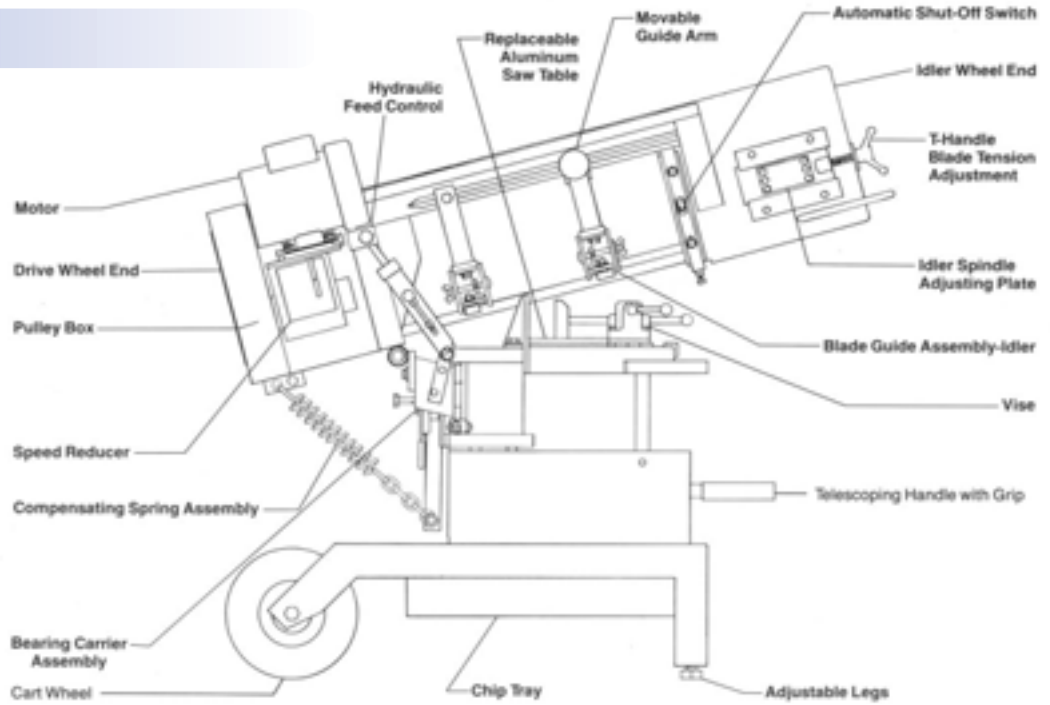 Movable
Guide Arm
Automatic Shut-Off Switch
Replaceable
Aluminum
Saw Table
Idler Wheel End
Hydraulic
Feed Control
T-Handle
Blade Tension
Adjustment
Motor
Drive Wheel End
Idler Spindle
Adjusting Plate
Pulley Box
Blade Guide Assembly-Idler
Vise
Speed Reducer
Telescoping Handle with Grip
Compensating Spring Assembly
Bearing Carrier
Assembly
Cart Wheel
Chip Tray
Adjustable Legs